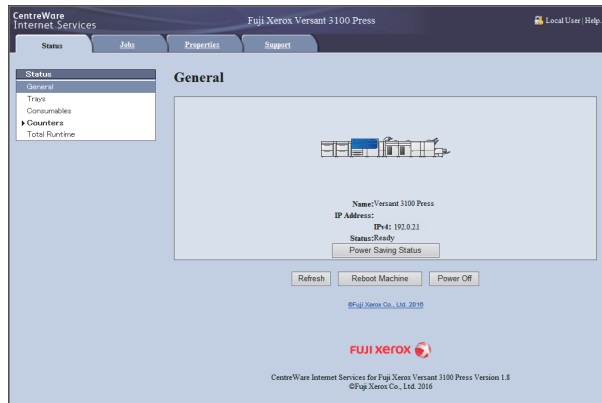 CentreWare
Internet Services
Fuji Xerox Versant 3100 Press
Local User | Help
Status
Jobs
Properties
Support
Status
General
Trays
Consumables
Counters
Total Runtime
General
Name:Versant 3100 Press
IP Address:
IPv4: 192.0.2.1
Status:Ready
Power Saving Status
Refresh
Reboot Machine
Power Off
©Fuji Xerox Co., Ltd. 2016
FUJI xerox
CentreWare Internet Services for Fuji Xerox Versant 3100 Press Version 1.8
©Fuji Xerox Co., Ltd. 2016